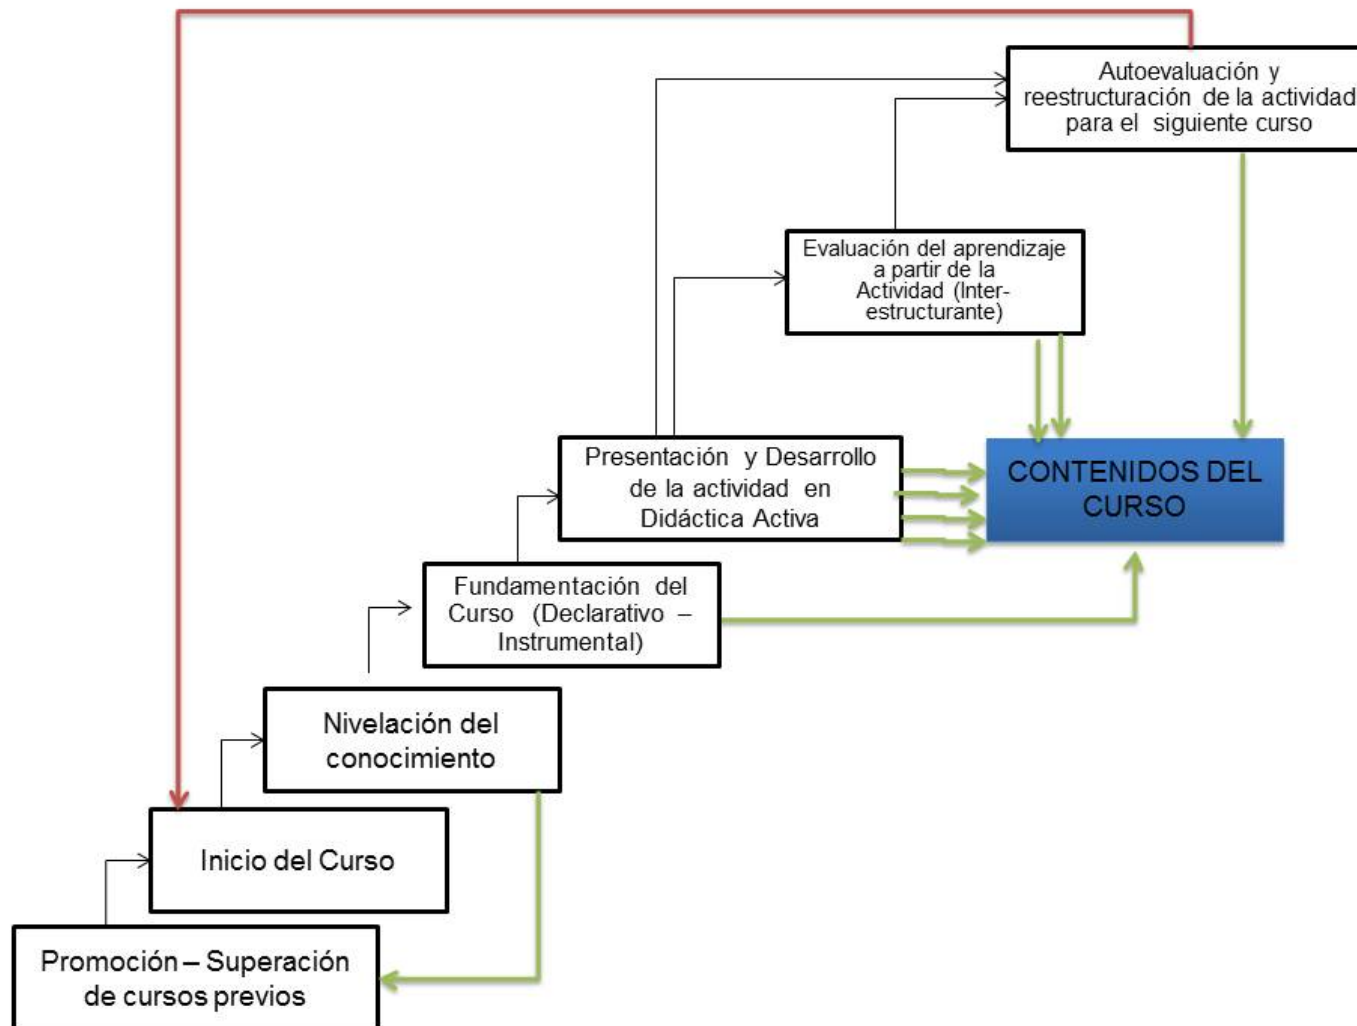 Autoevaluación y
reestructuración de la actividad
para el siguiente curso
Evaluación del aprendizaje
a partir de la
Actividad (Inter-
estructurante)
Presentación y Desarrollo
de la actividad en
Didáctica Activa
CONTENIDOS DEL
CURSO
Fundamentación del
Curso (Declarativo –
Instrumental)
Nivelación del
conocimiento
Inicio del Curso
Promoción – Superación
de cursos previos